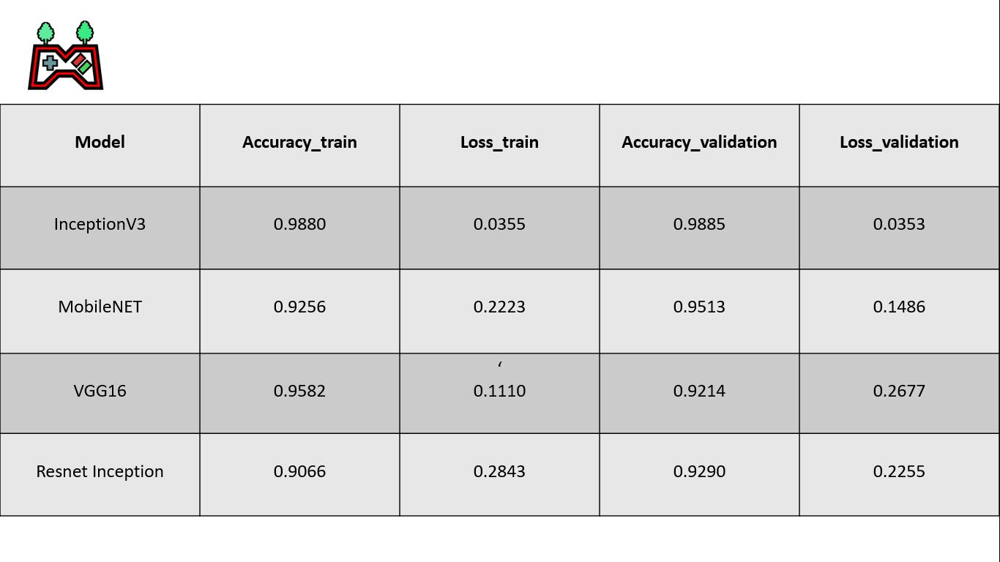 Model Accuracy_train Loss_train Accuracy_validation Loss_validation
InceptionV3 0.9880 0.0355 0.9885 0.0353
MobileNET 0.9256 0.2223 0.9513 0.1486
‘
VGG16 0.9582 0.1110 0.9214 0.2677
Resnet Inception 0.9066 0.2843 0.9290 0.2255